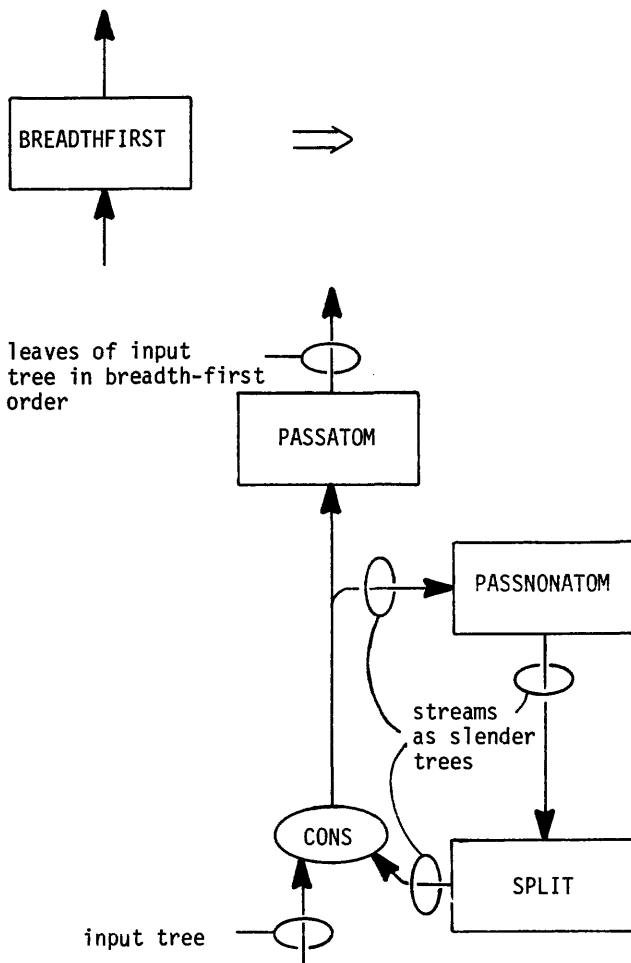 BREADTHFIRST
leaves of input
tree in breadth-first
order
PASSATOM
PASSNONATOM
streams
as slender
trees
CONS
SPLIT
input tree